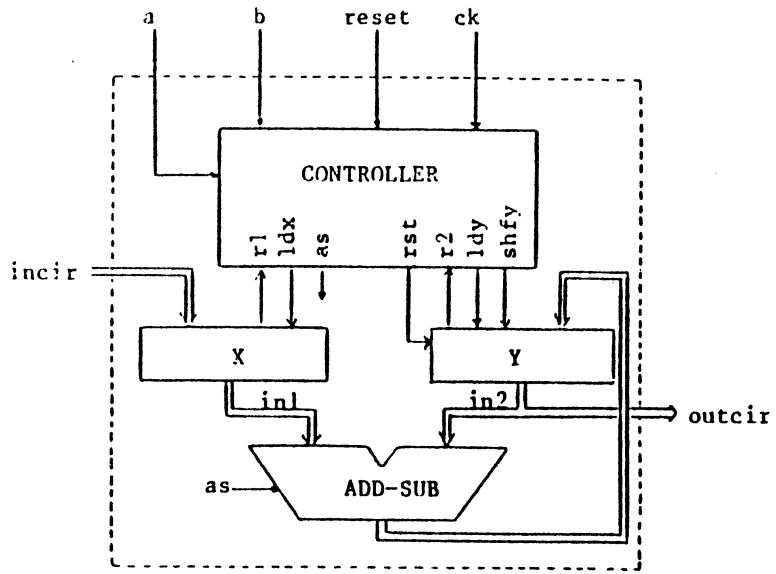 a b reset ck
CONTROLLER
r1 ldx as rst r2 ldy shfy
incir
X Y
in1 in2
outcir
as ADD-SUB